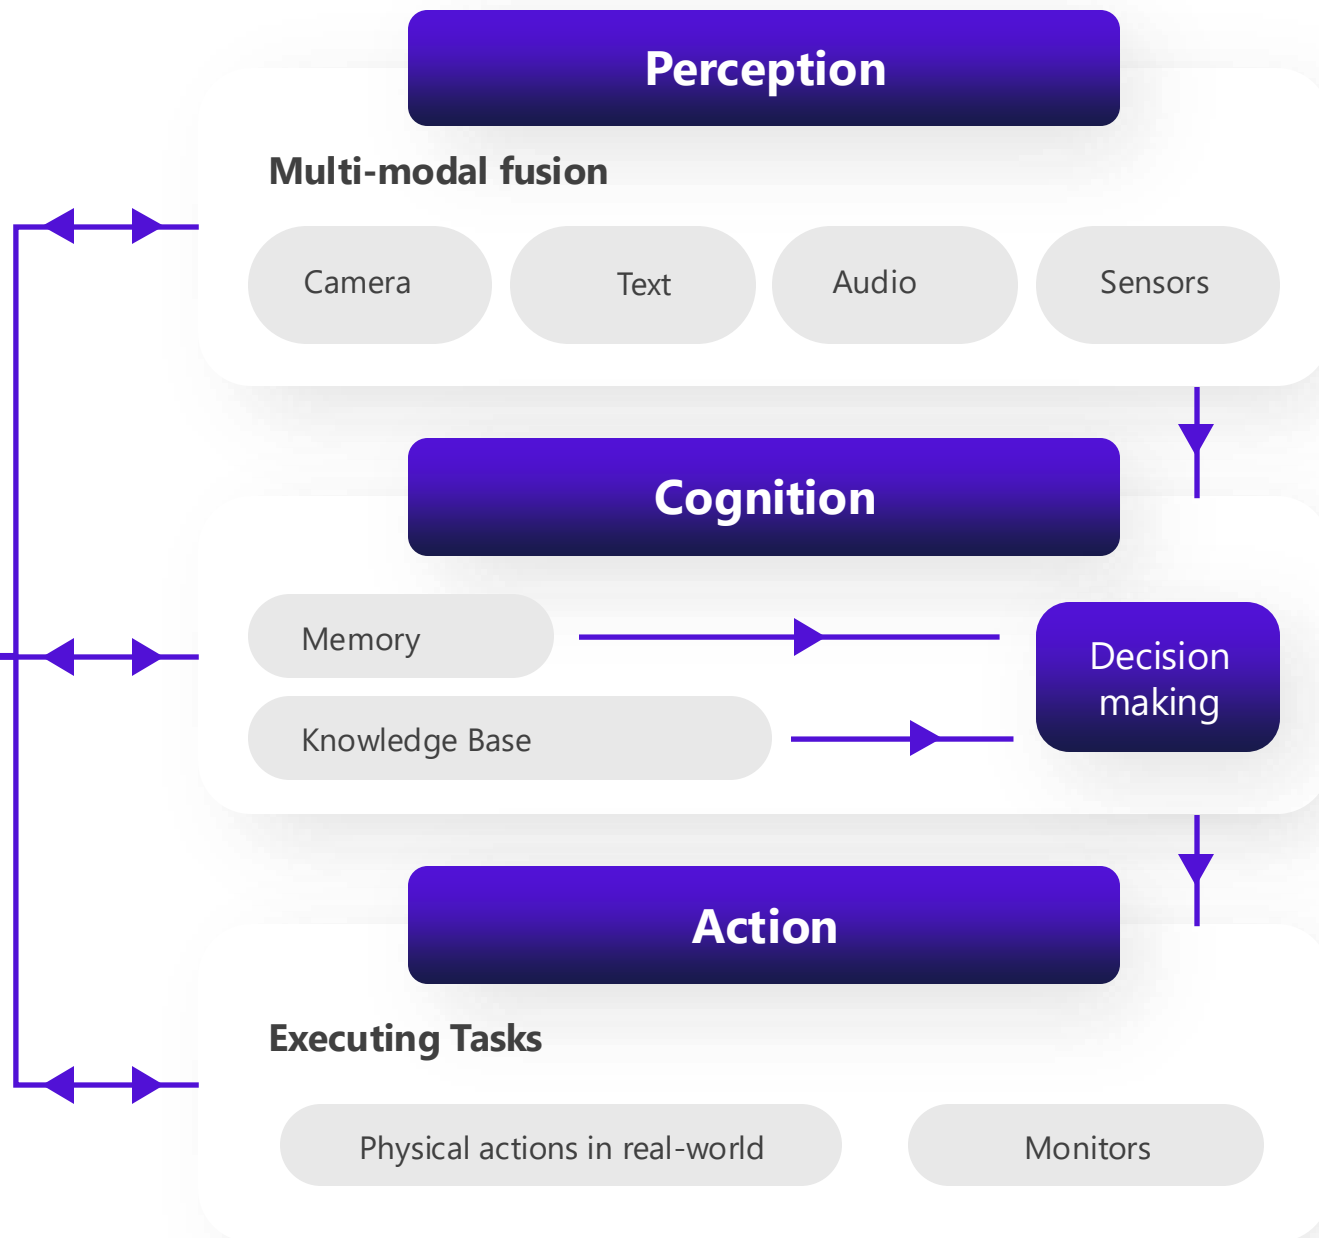 Perception
Multi-modal fusion
Camera
Text
Audio
Sensors
Cognition
Memory
Knowledge Base
Decision
making
Action
Executing Tasks
Physical actions in real-world
Monitors